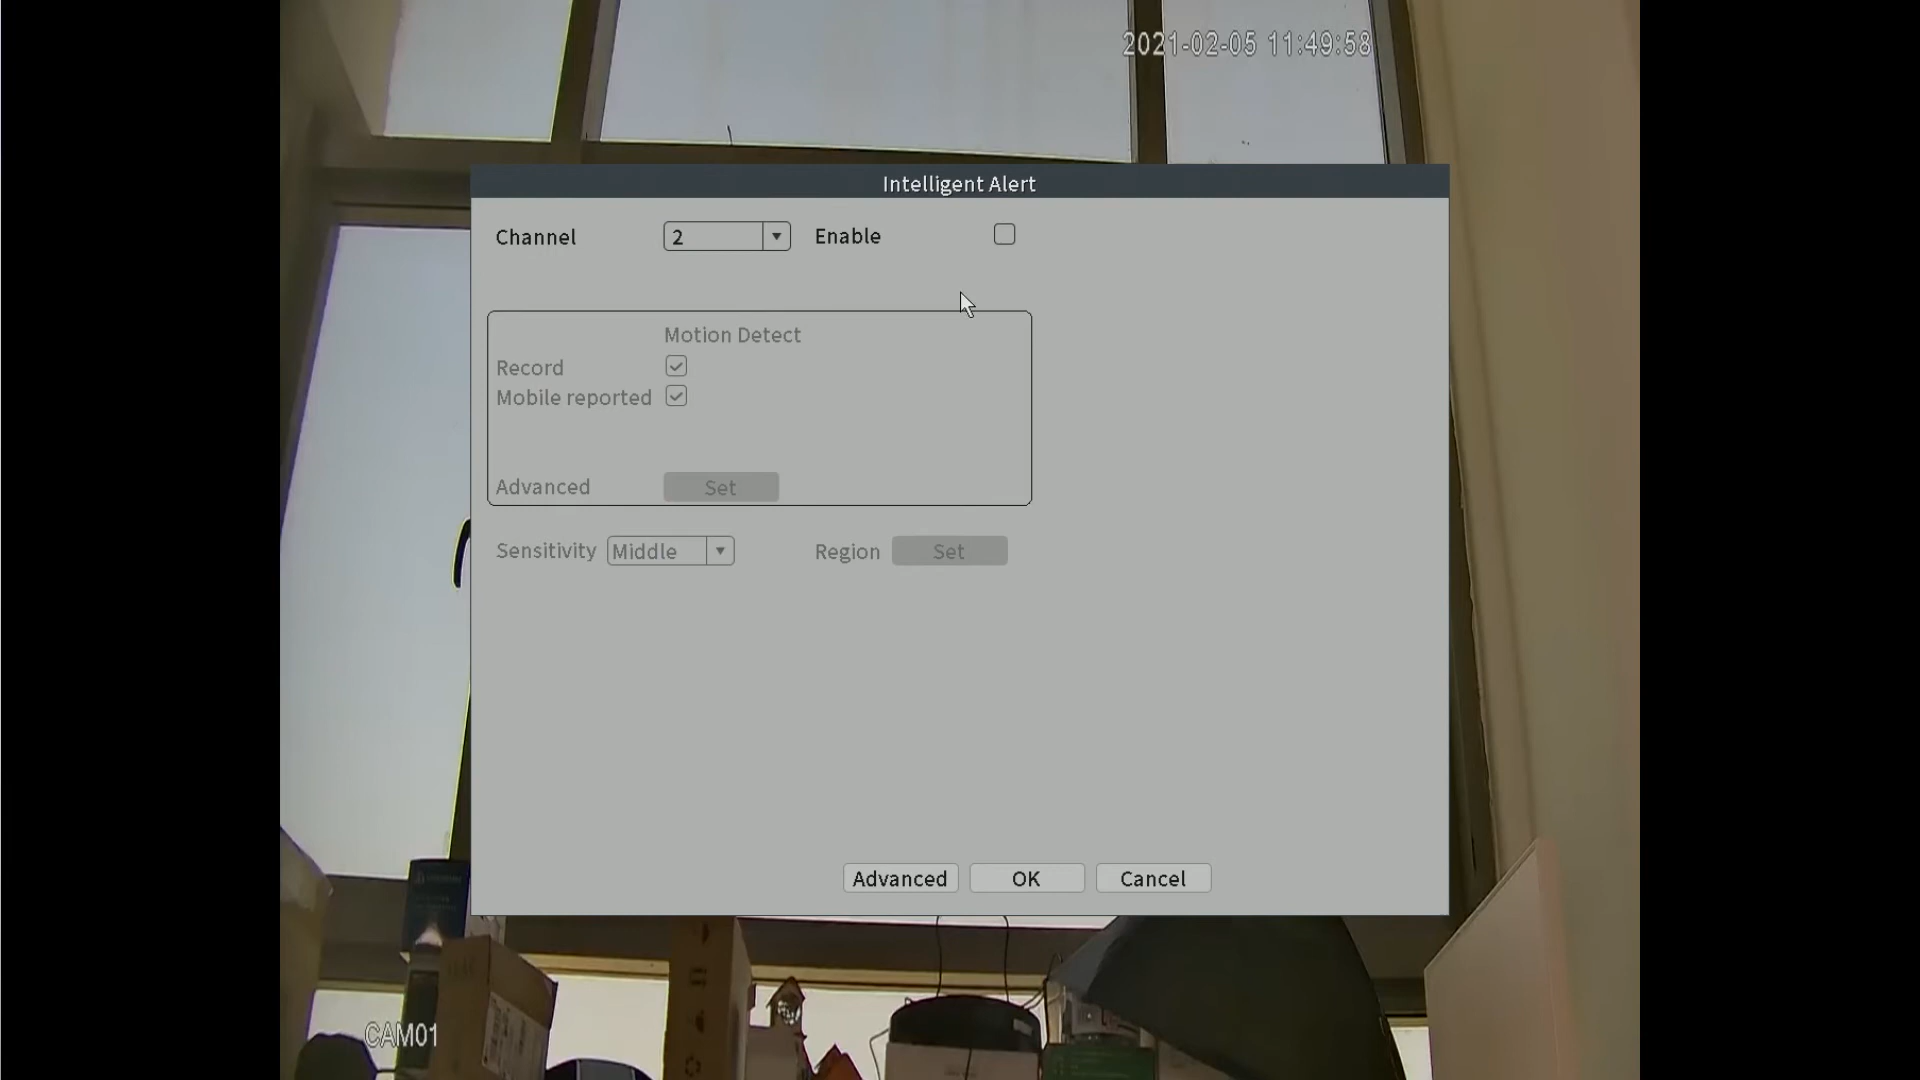 2021-02-05 11:49:58
Intelligent Alert
Channel 2 Enable
Motion Detect
Record
Mobile reported
Advanced Set
Sensitivity Middle Region Set
Advanced OK Cancel
CAM01